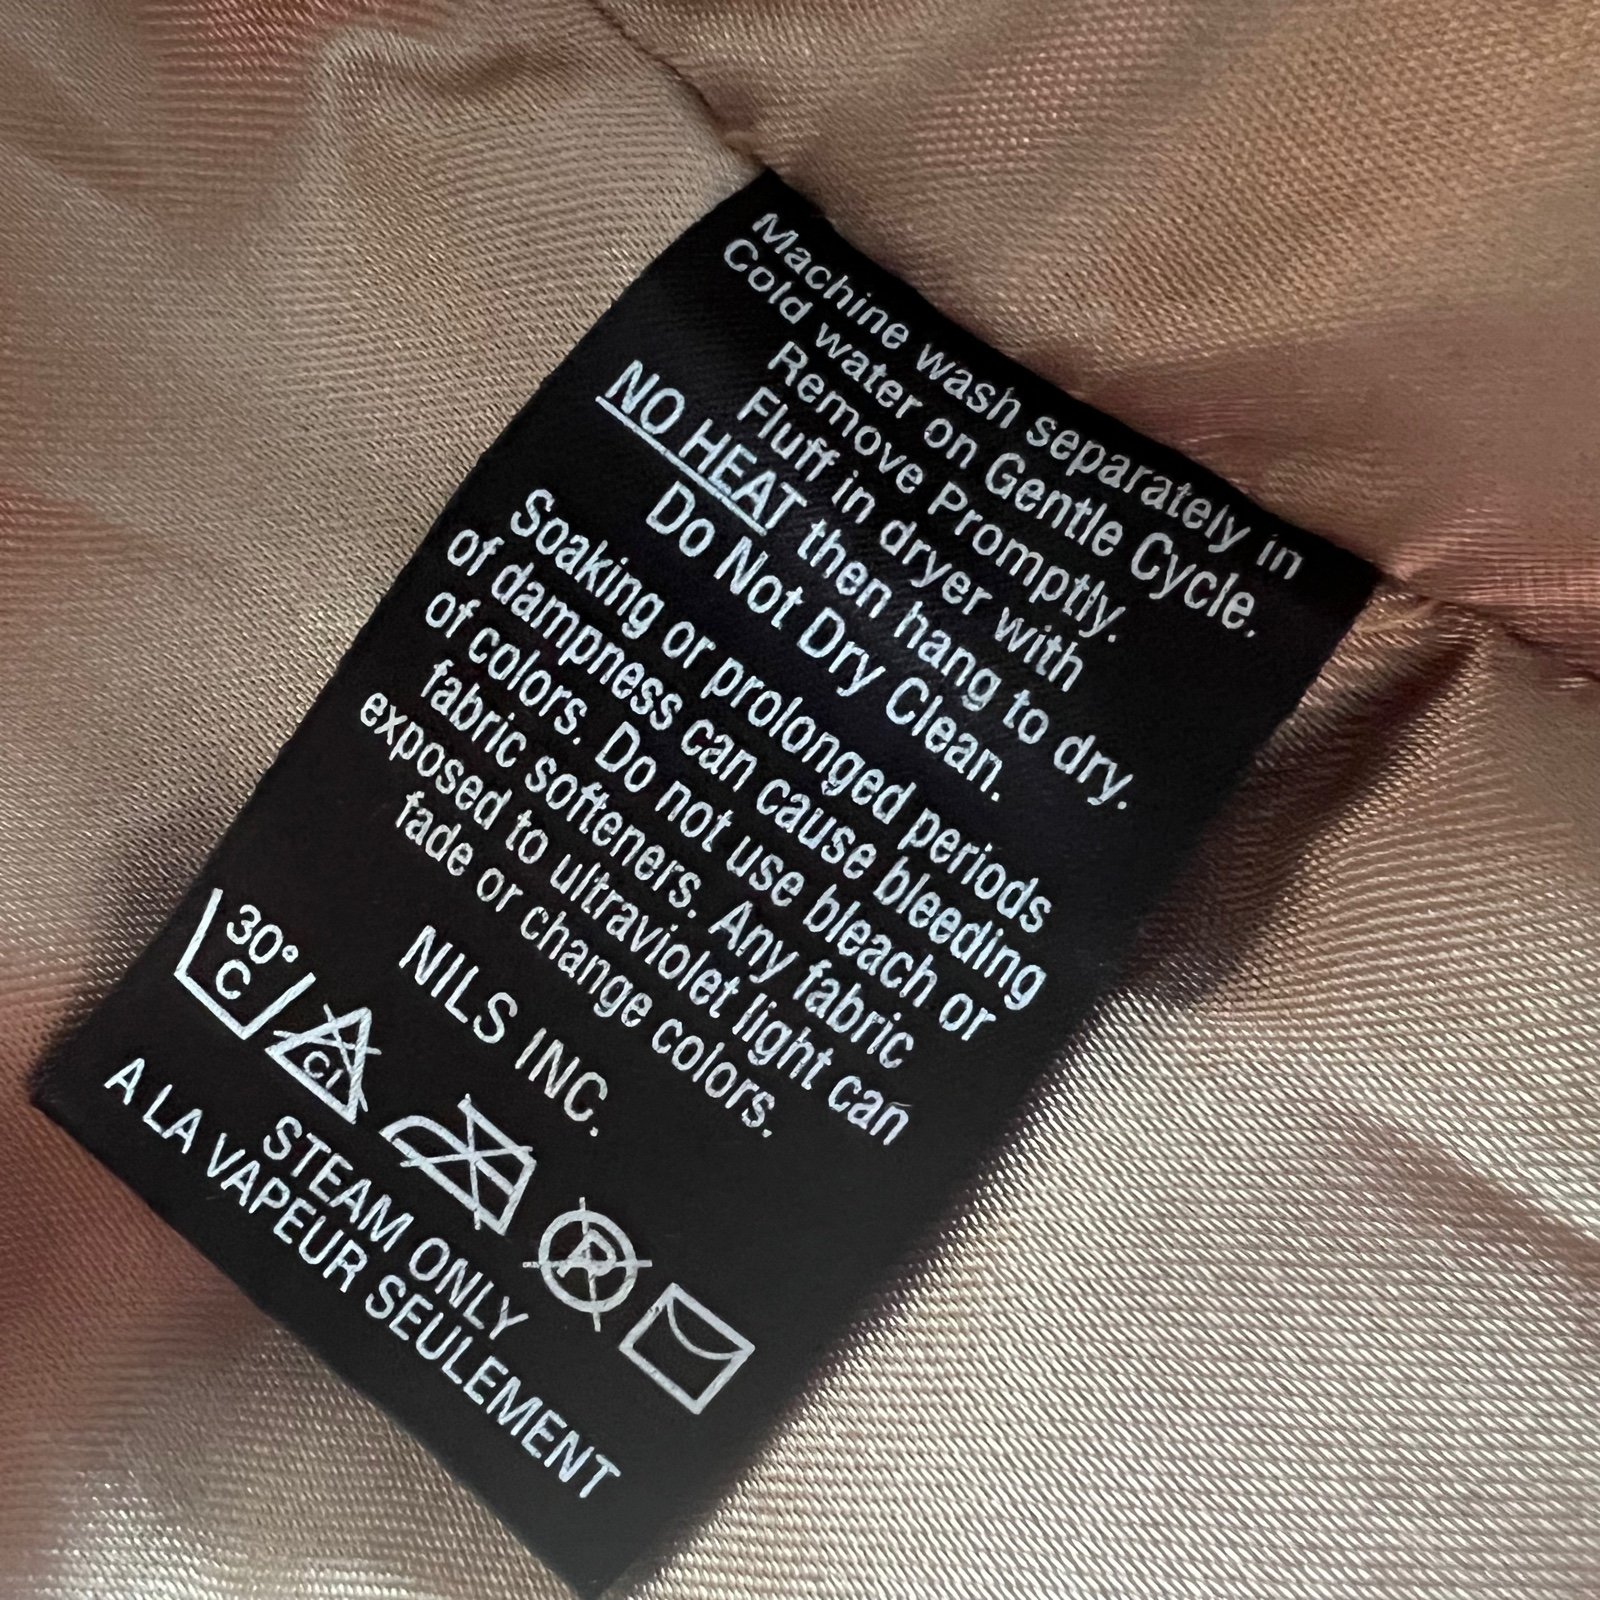 Machine wash separately in
Cold water on Gentle Cycle.
Remove Promptly.
Fluff in dryer with
NO HEAT then hang to dry.
Do Not Dry Clean.
Soaking or prolonged periods
of dampness can cause bleeding
of colors. Do not use bleach or
fabric softeners. Any fabric
exposed to ultraviolet light can
fade or change colors.
NILS INC.
30°
C
CL
P
STEAM ONLY
A LA VAPEUR SEULEMENT